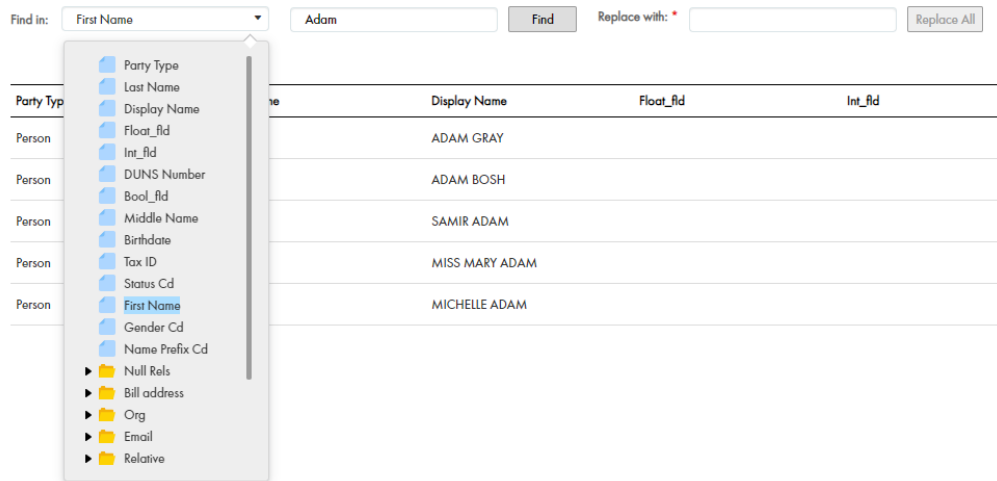 Find in: First Name Adam Find Replace with: * Replace All
Party Type
Last Name
Party Typ ne Display Name Float_fld Int_fld
Display Name
Float_fld
Person ADAM GRAY
Int_fld
DUNS Number
Person ADAM BOSH
Bool_fld
Middle Name
Person SAMIR ADAM
Birthdate
Tax ID
Person MISS MARY ADAM
Status Cd
First Name
Person MICHELLE ADAM
Gender Cd
Name Prefix Cd
Null Rels
Bill address
Org
Email
Relative